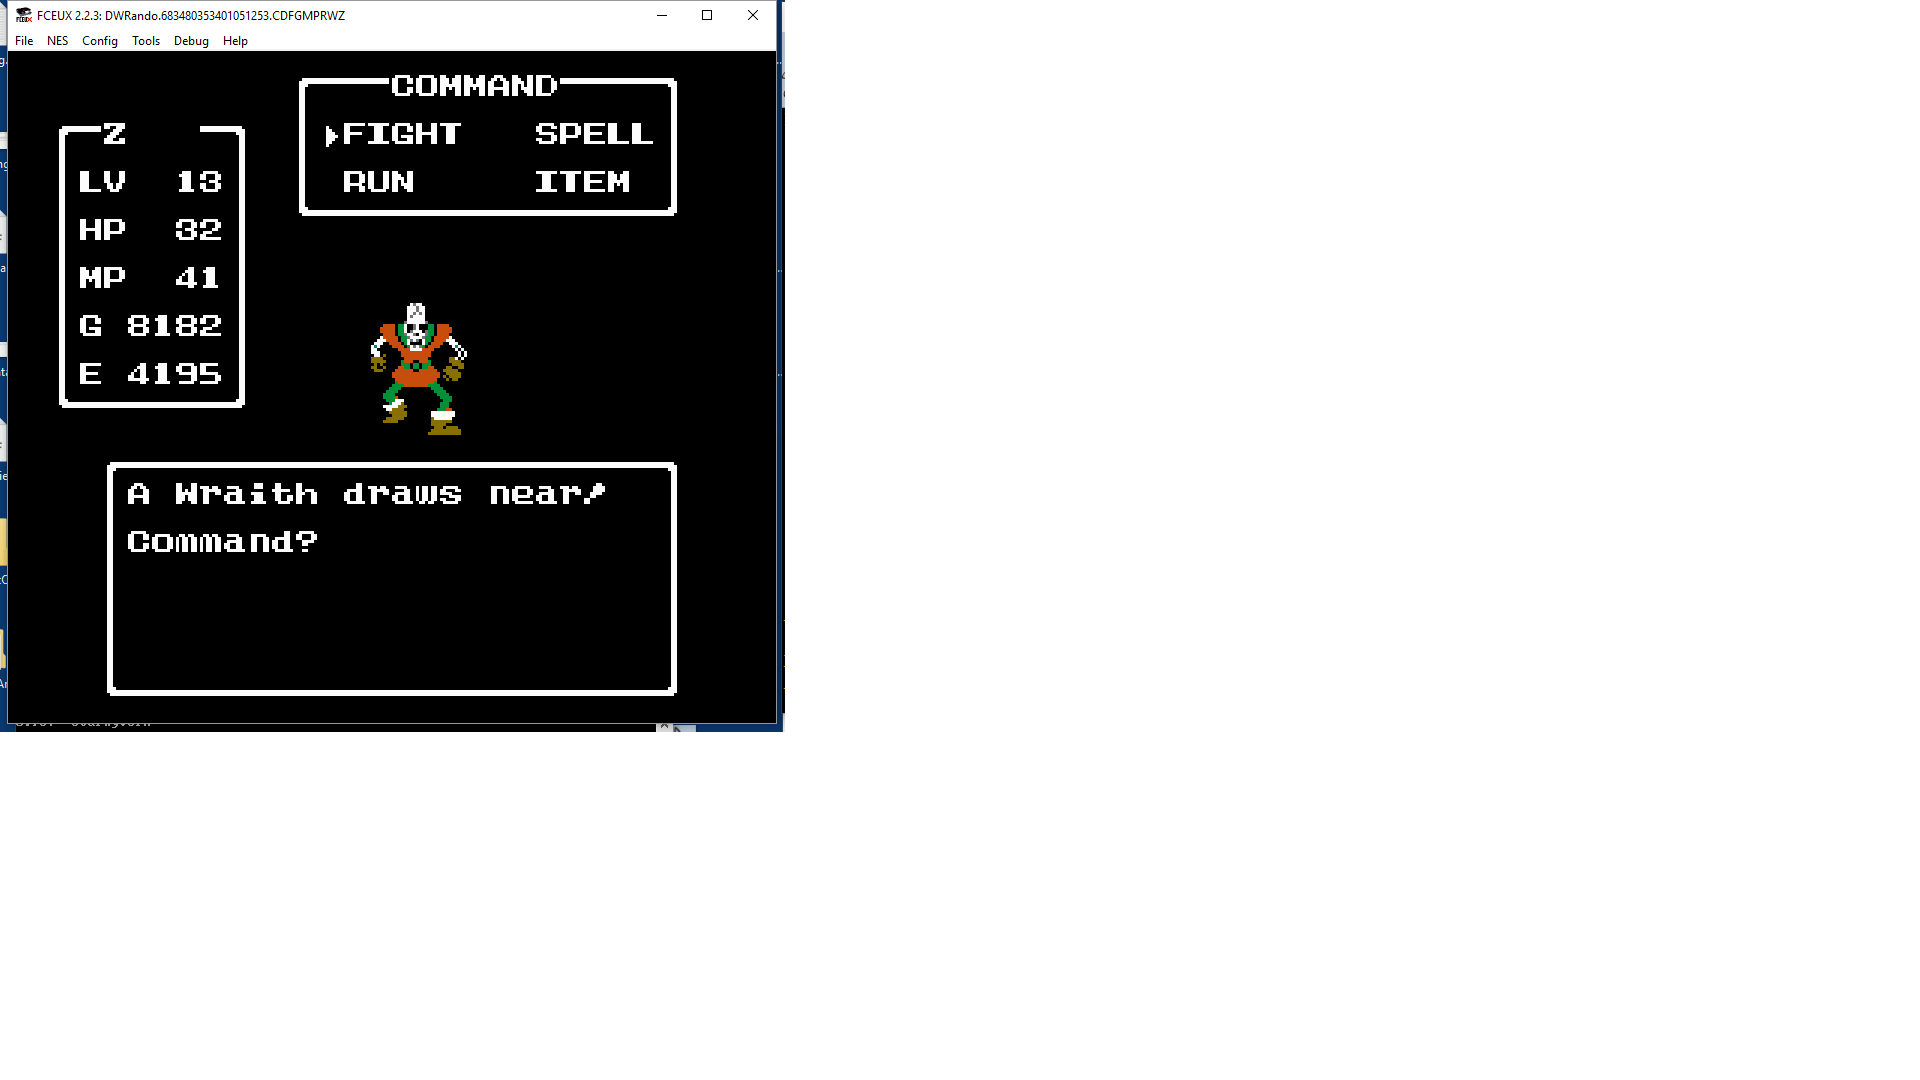 FCEUX 2.2.3: DWRando.683480353401051253.CDFGMPRWZ
File NES Config Tools Debug Help
COMMAND
FIGHT SPELL
RUN ITEM
Z
LV 13
HP 32
MP 41
G 8182
E 4195
A Wraith draws near!
Command?